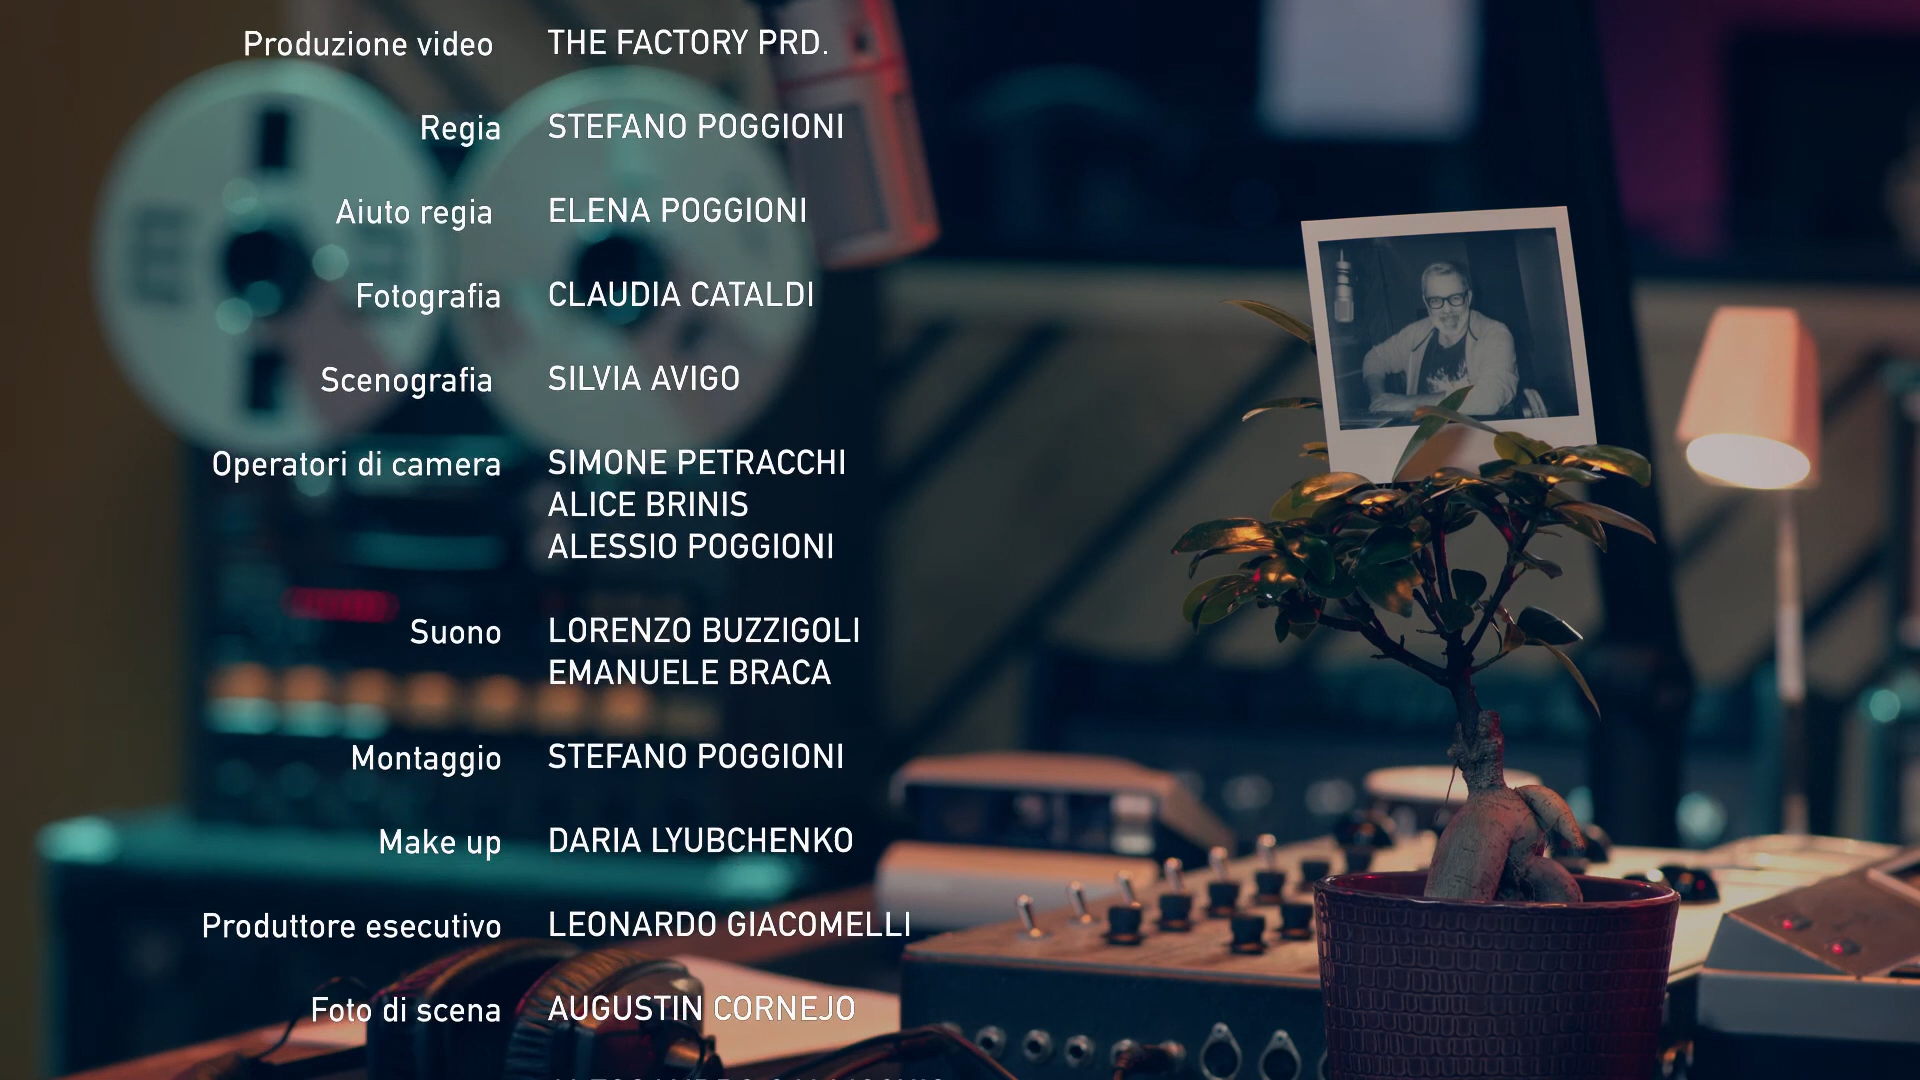 Produzione video THE FACTORY PRD.
Regia STEFANO POGGIONI
Aiuto regia ELENA POGGIONI
Fotografia CLAUDIA CATALDI
Scenografia SILVIA AVIGO
Operatori di camera SIMONE PETRACCHI
ALICE BRINIS
ALESSIO POGGIONI
Suono LORENZO BUZZIGOLI
EMANUELE BRACA
Montaggio STEFANO POGGIONI
Make up DARIA LYUBCHENKO
Produttore esecutivo LEONARDO GIACOMELLI
Foto di scena AUGUSTIN CORNEJO